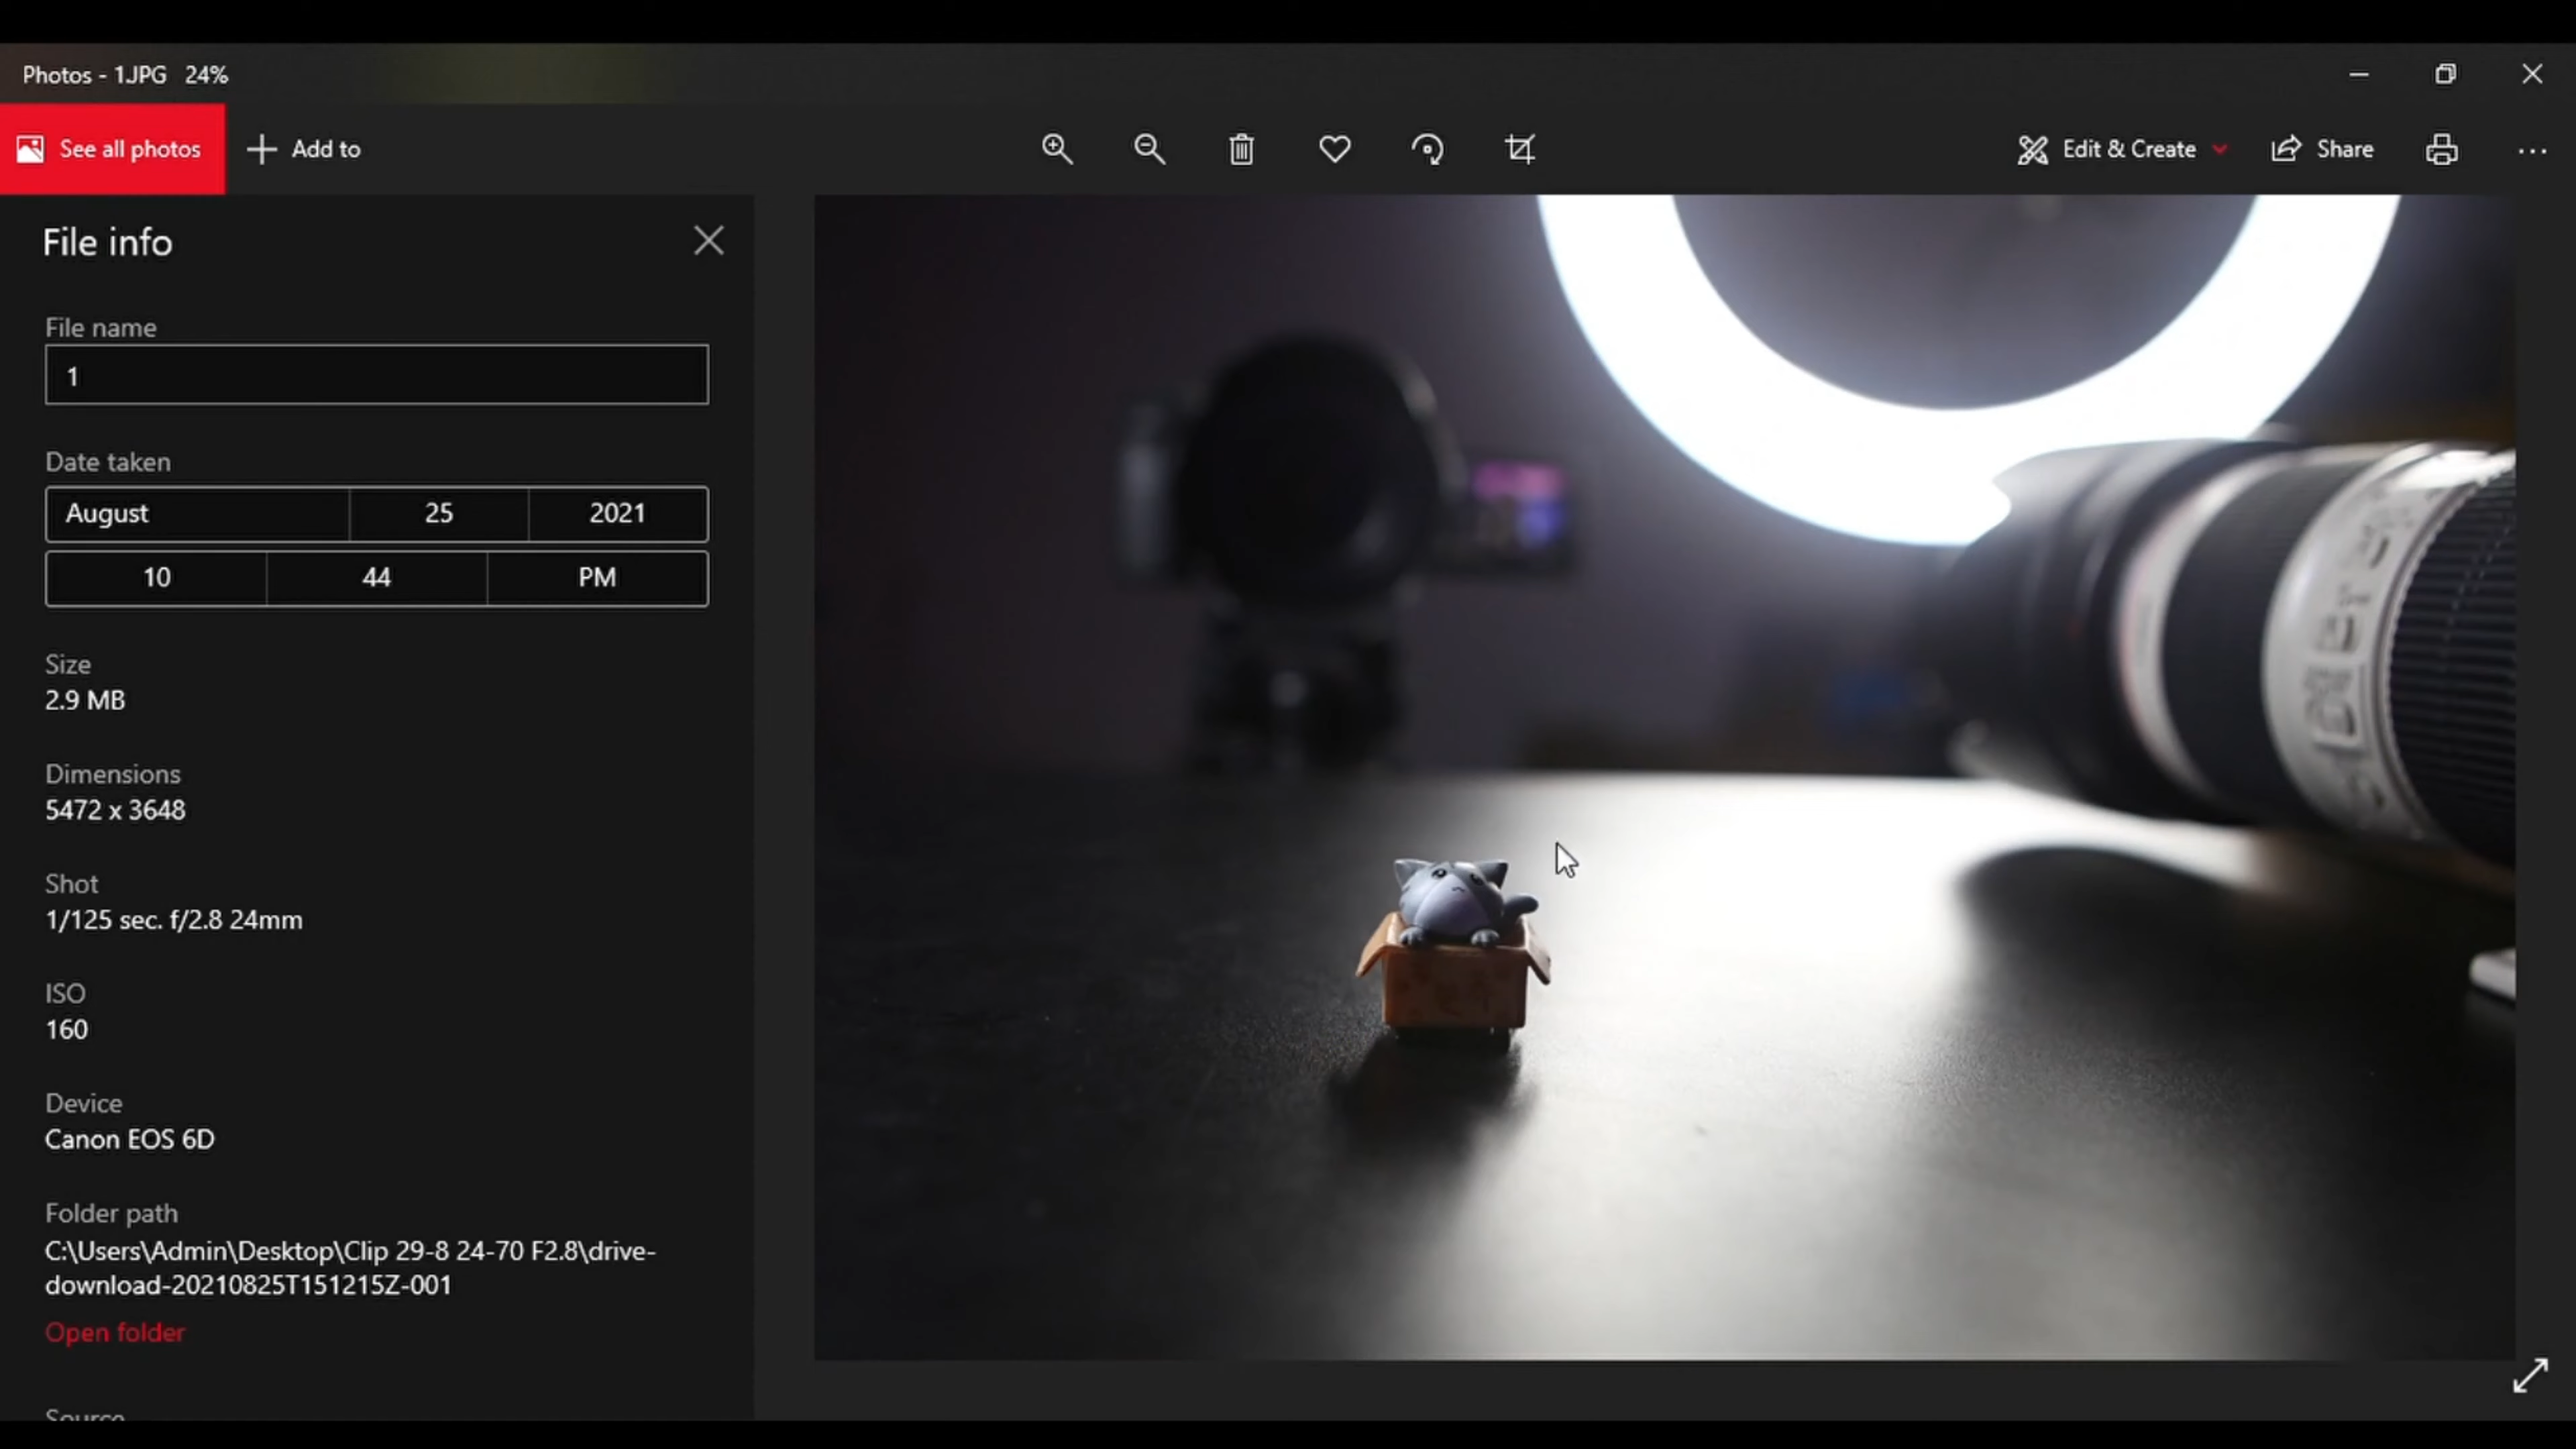 Photos - 1.JPG 24%
See all photos
Add to
Edit & Create
Share
File info
File name
1
Date taken
August 25 2021
10 44 PM
Size
2.9 MB
Dimensions
5472 x 3648
Shot
1/125 sec. f/2.8 24mm
ISO
160
Device
Canon EOS 6D
Folder path
C:\Users\Admin\Desktop\Clip 29-8 24-70 F2.8\drive-
download-20210825T151215Z-001
Open folder
Source